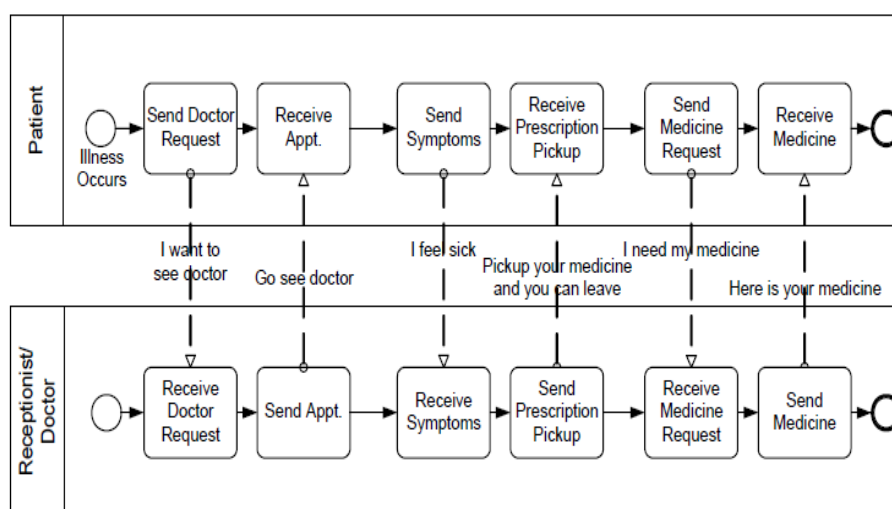 Patient
Illness
Occurs
Send Doctor
Request
Receive
Appt.
Send
Symptoms
Receive
Prescription
Pickup
Send
Medicine
Request
Receive
Medicine
I want to
see doctor
Go see doctor
I feel sick
Pickup your medicine
and you can leave
I need my medicine
Here is your medicine
Receptionist/
Doctor
Receive
Doctor
Request
Send Appt.
Receive
Symptoms
Send
Prescription
Pickup
Receive
Medicine
Request
Send
Medicine